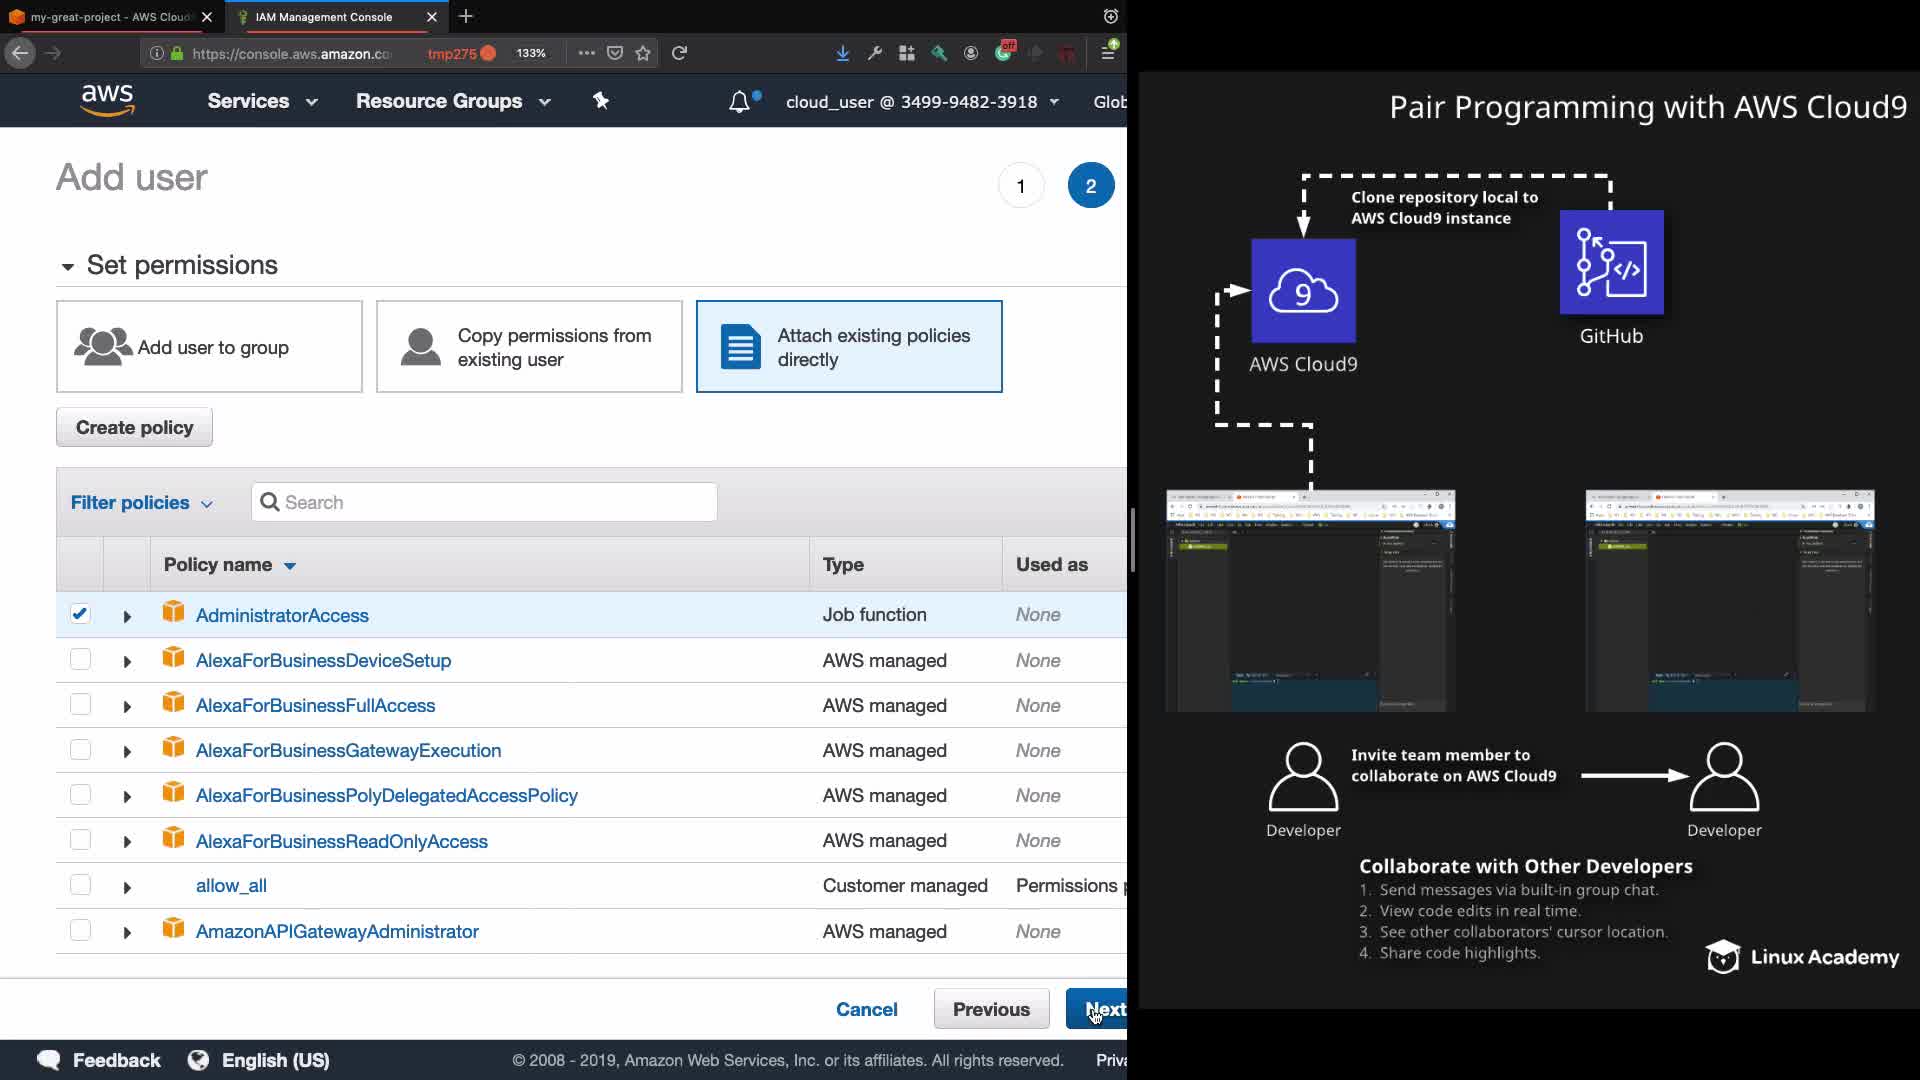 my-great-project - AWS Cloud
IAM Management Console
https://console.aws.amazon.co
tmp275
133%
off
aws
Services
Resource Groups
cloud_user @ 3499-9482-3918
Glob
Add user
1
2
Set permissions
Add user to group
Copy permissions from
existing user
Attach existing policies
directly
Create policy
Filter policies
Search
Policy name
Type
Used as
AdministratorAccess
Job function
None
AlexaForBusinessDeviceSetup
AWS managed
None
AlexaForBusinessFullAccess
AWS managed
None
AlexaForBusinessGatewayExecution
AWS managed
None
AlexaForBusinessPolyDelegatedAccessPolicy
AWS managed
None
AlexaForBusinessReadOnlyAccess
AWS managed
None
allow_all
Customer managed
Permissions p
AmazonAPIGatewayAdministrator
AWS managed
None
Cancel
Previous
Next
Feedback
English (US)
© 2008 - 2019, Amazon Web Services, Inc. or its affiliates. All rights reserved.
Priva
Pair Programming with AWS Cloud9
Clone repository local to
AWS Cloud9 instance
9
AWS Cloud9
GitHub
Invite team member to
collaborate on AWS Cloud9
Developer
Developer
Collaborate with Other Developers
1. Send messages via built-in group chat.
2. View code edits in real time.
3. See other collaborators' cursor location.
4. Share code highlights.
Linux Academy